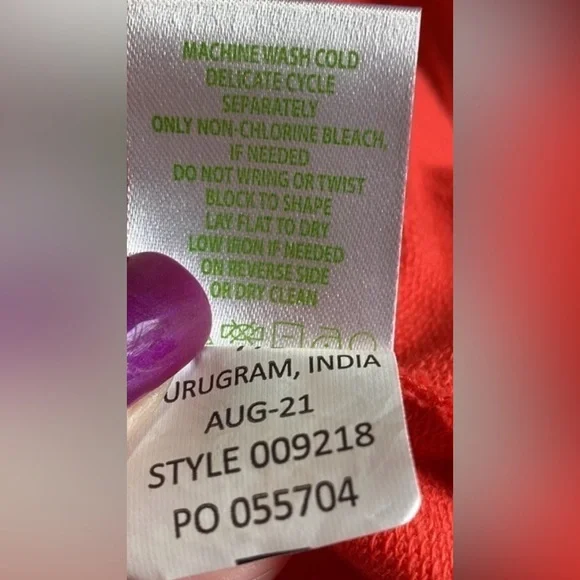 MACHINE WASH COLD
DELICATE CYCLE
SEPARATELY
ONLY NON-CHLORINE BLEACH,
IF NEEDED
DO NOT WRING OR TWIST
BLOCK TO SHAPE
LAY FLAT TO DRY
LOW IRON IF NEEDED
ON REVERSE SIDE
OR DRY CLEAN
URUGRAM, INDIA
AUG-21
STYLE 009218
PO 055704